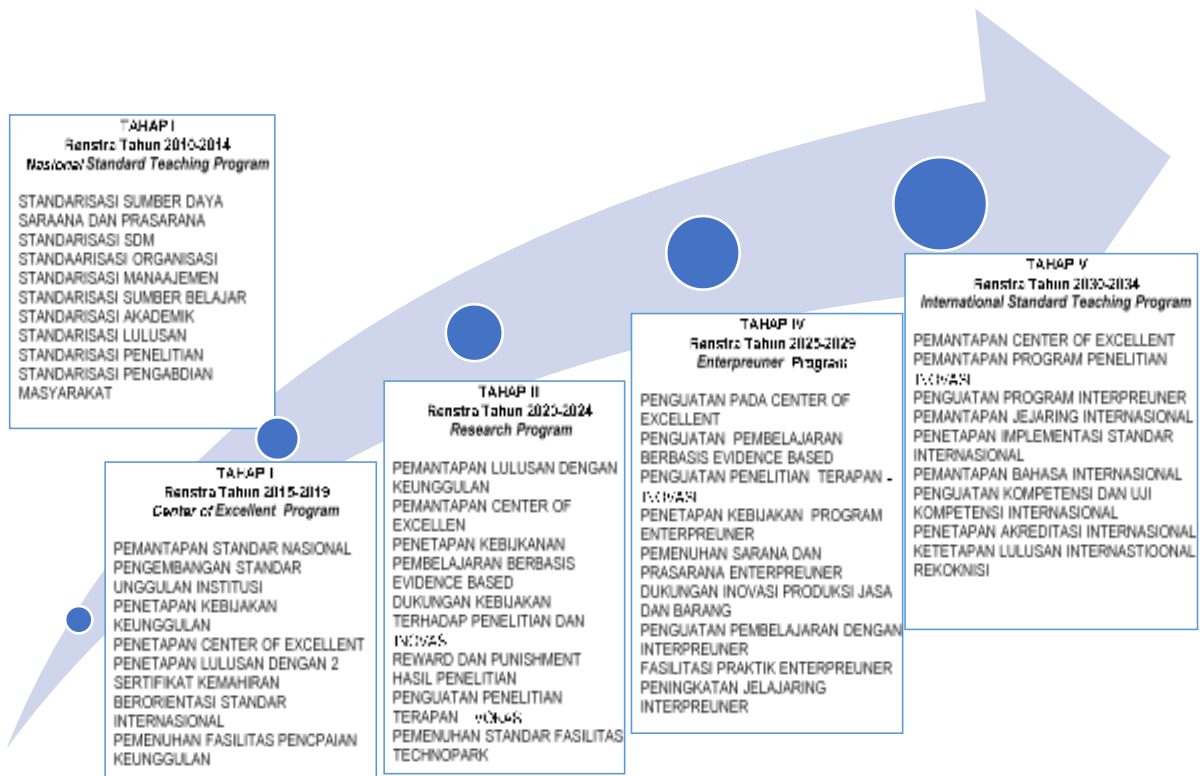 TAHAP I
Renstra Tahun 2010-2014
Nasional Standard Teaching Program
STANDARISASI SUMBER DAYA
SARAANA DAN PRASARANA
STANDARISASI SDM
STANDAARISASI ORGANISASI
STANDARISASI MANAAJEMEN
STANDARISASI SUMBER BELAJAR
STANDARISASI AKADEMIK
STANDARISASI LULUSAN
STANDARISASI PENELITIAN
STANDARISASI PENGABDIAN
MASYARAKAT
TAHAP I
Renstra Tahun 2015-2019
Center of Excellent Program
PEMANTAPAN STANDAR NASIONAL
PENGEMBANGAN STANDAR
UNGGULAN INSTITUSI
PENETAPAN KEBIJAKAN
KEUNGGULAN
PENETAPAN CENTER OF EXCELLENT
PENETAPAN LULUSAN DENGAN 2
SERTIFIKAT KEMAHIRAN
BERORIENTASI STANDAR
INTERNASIONAL
PEMENUHAN FASILITAS PENCPAIAN
KEUNGGULAN
TAHAP III
Renstra Tahun 2020-2024
Research Program
PEMANTAPAN LULUSAN DENGAN
KEUNGGULAN
PEMANTAPAN CENTER OF
EXCELLEN
PENETAPAN KEBIJKANAN
PEMBELAJARAN BERBASIS
EVIDENCE BASED
DUKUNGAN KEBIJAKAN
TERHADAP PENELITIAN DAN
INOVAS
REWARD DAN PUNISHMENT
HASIL PENELITIAN
PENGUATAN PENELITIAN
TERAPAN VOKAS
PEMENUHAN STANDAR FASILITAS
TECHNOPARK
TAHAP IV
Renstra Tahun 2025-2029
Enterpreuner Program
PENGUATAN PADA CENTER OF
EXCELLENT
PENGUATAN PEMBELAJARAN
BERBASIS EVIDENCE BASED
PENGUATAN PENELITIAN TERAPAN -
INOVASI
PENETAPAN KEBIJAKAN PROGRAM
ENTERPREUNER
PEMENUHAN SARANA DAN
PRASARANA ENTERPREUNER
DUKUNGAN INOVASI PRODUKSI JASA
DAN BARANG
PENGUATAN PEMBELAJARAN DENGAN
INTERPREUNER
FASILITASI PRAKTIK ENTERPREUNER
PENINGKATAN JELAJARING
INTERPREUNER
TAHAP V
Renstra Tahun 2030-2034
International Standard Teaching Program
PEMANTAPAN CENTER OF EXCELLENT
PEMANTAPAN PROGRAM PENELITIAN
INOVASI
PENGUATAN PROGRAM INTERPREUNER
PEMANTAPAN JEJARING INTERNASIONAL
PENETAPAN IMPLEMENTASI STANDAR
INTERNASIONAL
PEMANTAPAN BAHASA INTERNASIONAL
PENGUATAN KOMPETENSI DAN UJI
KOMPETENSI INTERNASIONAL
PENETAPAN AKREDITASI INTERNASIONAL
KETETAPAN LULUSAN INTERNASTIOONAL
REKOKNISI